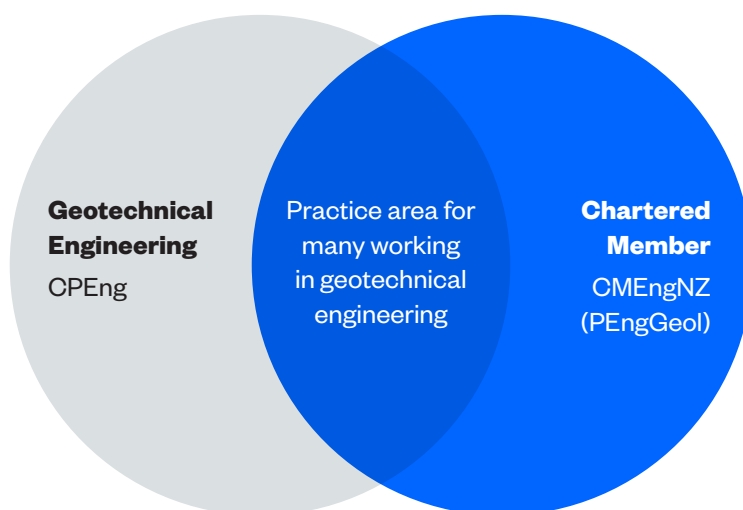 Geotechnical
Engineering
CPEng
Practice area for
many working
in geotechnical
engineering
Chartered
Member
CMEngNZ
(PEngGeol)